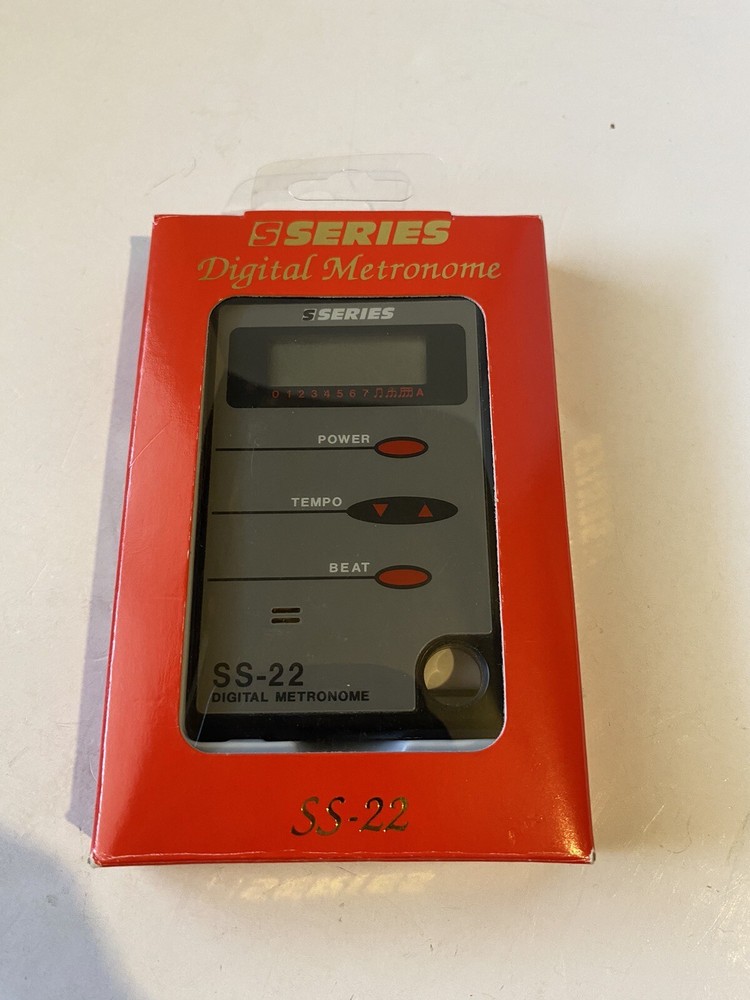 SSERIES
Digital Metronome
SSERIES
0 1 2 3 4 5 6 7 A
POWER
TEMPO
BEAT
SS-22
DIGITAL METRONOME
SS-22